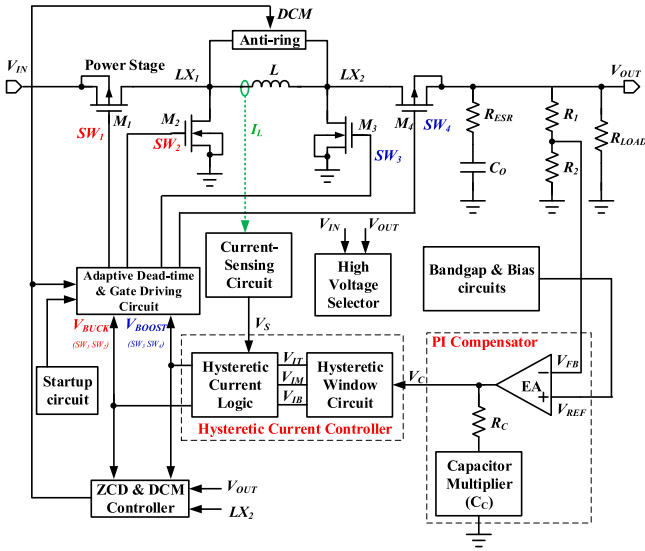 DCM
Anti-ring
V_IN
Power Stage
LX_1
L
LX_2
V_OUT
M_1
M_2
M_3
M_4
SW_1
SW_2
SW_3
SW_4
I_L
R_ESR
C_O
R_1
R_2
R_LOAD
V_IN
V_OUT
Current-
Sensing
Circuit
High
Voltage
Selector
Bandgap & Bias
circuits
Adaptive Dead-time
& Gate Driving
Circuit
V_BUCK
(SW_1 SW_2)
V_BOOST
(SW_3 SW_4)
V_S
Startup
circuit
Hysteretic
Current
Logic
V_IT
V_IM
V_IB
Hysteretic
Window
Circuit
Hysteretic Current Controller
V_C
PI Compensator
V_FB
EA
V_REF
R_C
Capacitor
Multiplier
(C_C)
ZCD & DCM
Controller
V_OUT
LX_2